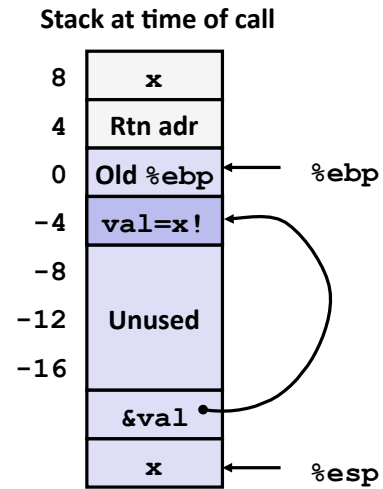 Stack at time of call
8 x
4 Rtn adr
0 Old %ebp %ebp
-4 val=x!
-8
-12 Unused
-16
&val
x %esp